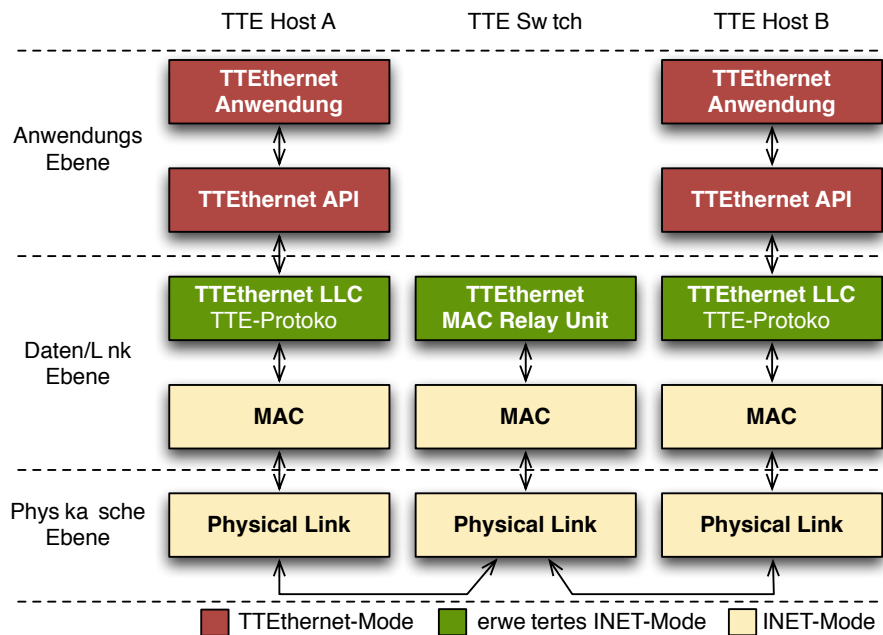 TTE Host A
TTE Sw tch
TTE Host B
Anwendungs
Ebene
TTEthernet
Anwendung
TTEthernet
Anwendung
TTEthernet API
TTEthernet API
Daten/L nk
Ebene
TTEthernet LLC
TTE-Protoko
TTEthernet
MAC Relay Unit
TTEthernet LLC
TTE-Protoko
MAC
MAC
MAC
Phys ka sche
Ebene
Physical Link
Physical Link
Physical Link
TTEthernet-Mode
erwe tertes INET-Mode
INET-Mode